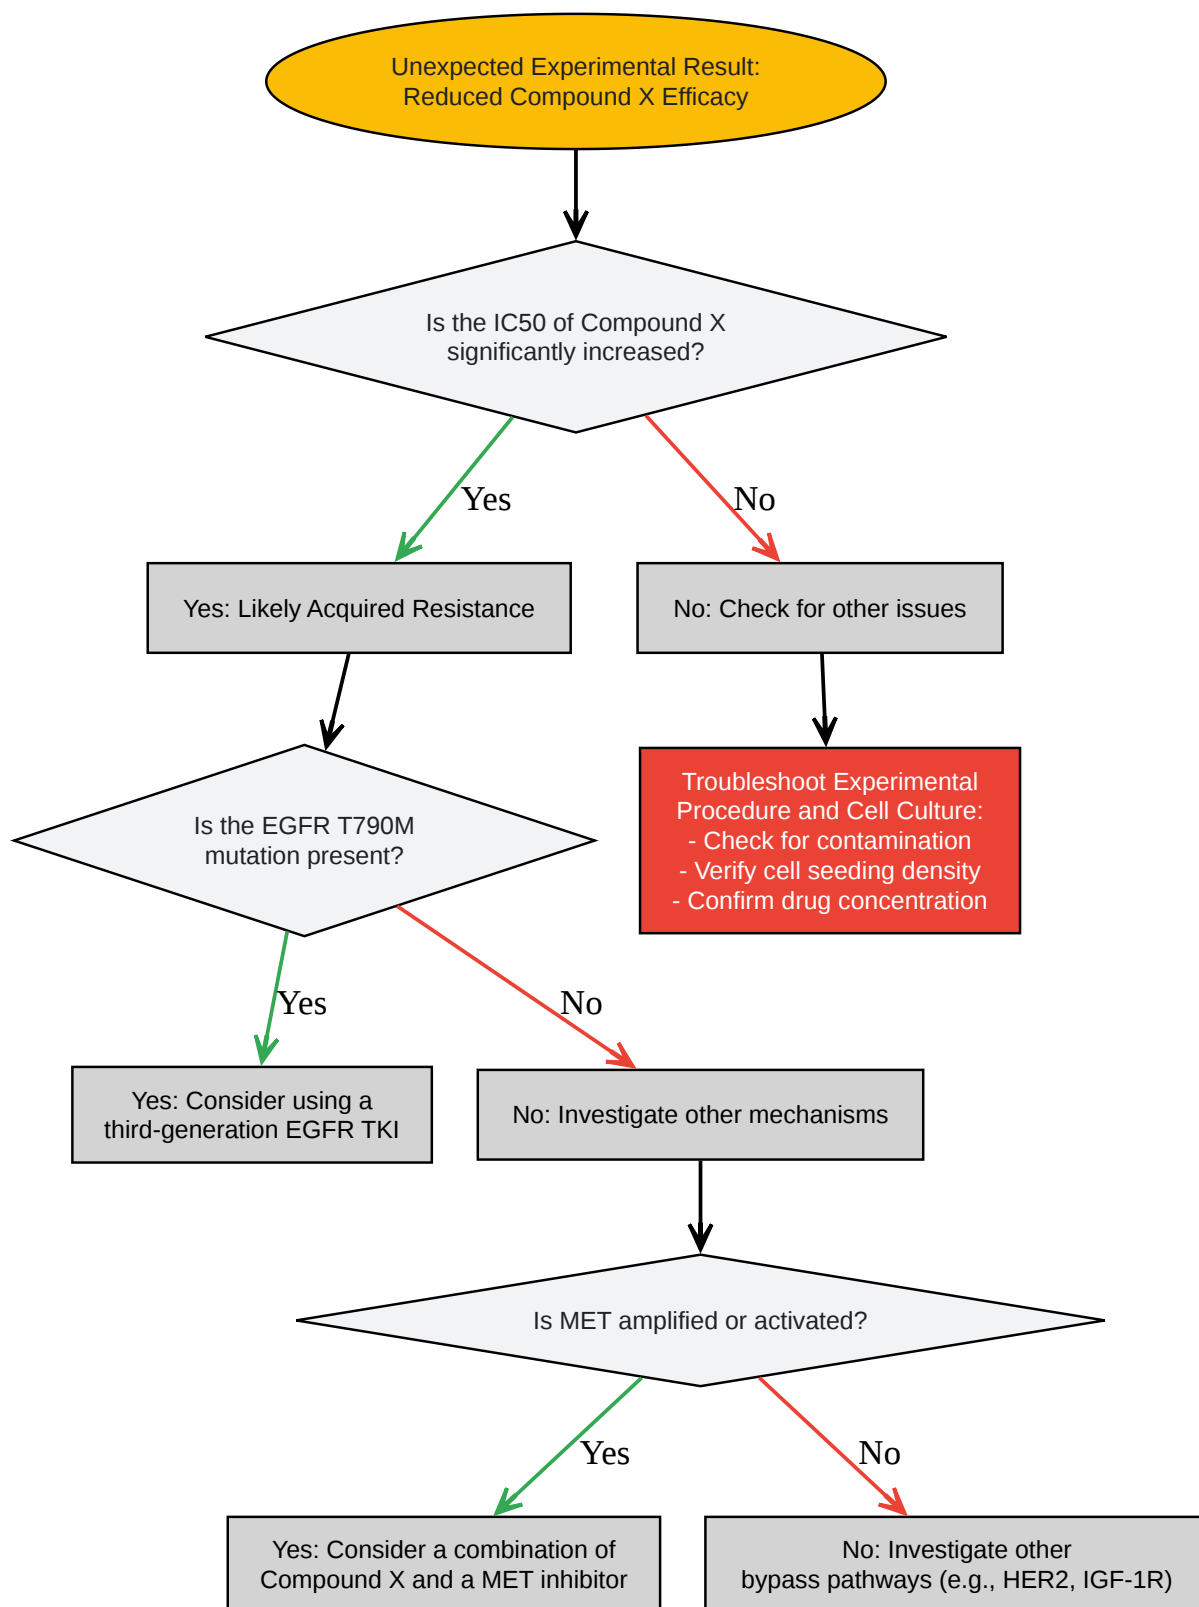 Unexpected Experimental Result:
Reduced Compound X Efficacy
Is the IC50 of Compound X
significantly increased?
Yes
No
Yes: Likely Acquired Resistance
No: Check for other issues
Is the EGFR T790M
mutation present?
Troubleshoot Experimental
Procedure and Cell Culture:
- Check for contamination
- Verify cell seeding density
- Confirm drug concentration
Yes
No
Yes: Consider using a
third-generation EGFR TKI
No: Investigate other mechanisms
Is MET amplified or activated?
Yes
No
Yes: Consider a combination of
Compound X and a MET inhibitor
No: Investigate other
bypass pathways (e.g., HER2, IGF-1R)